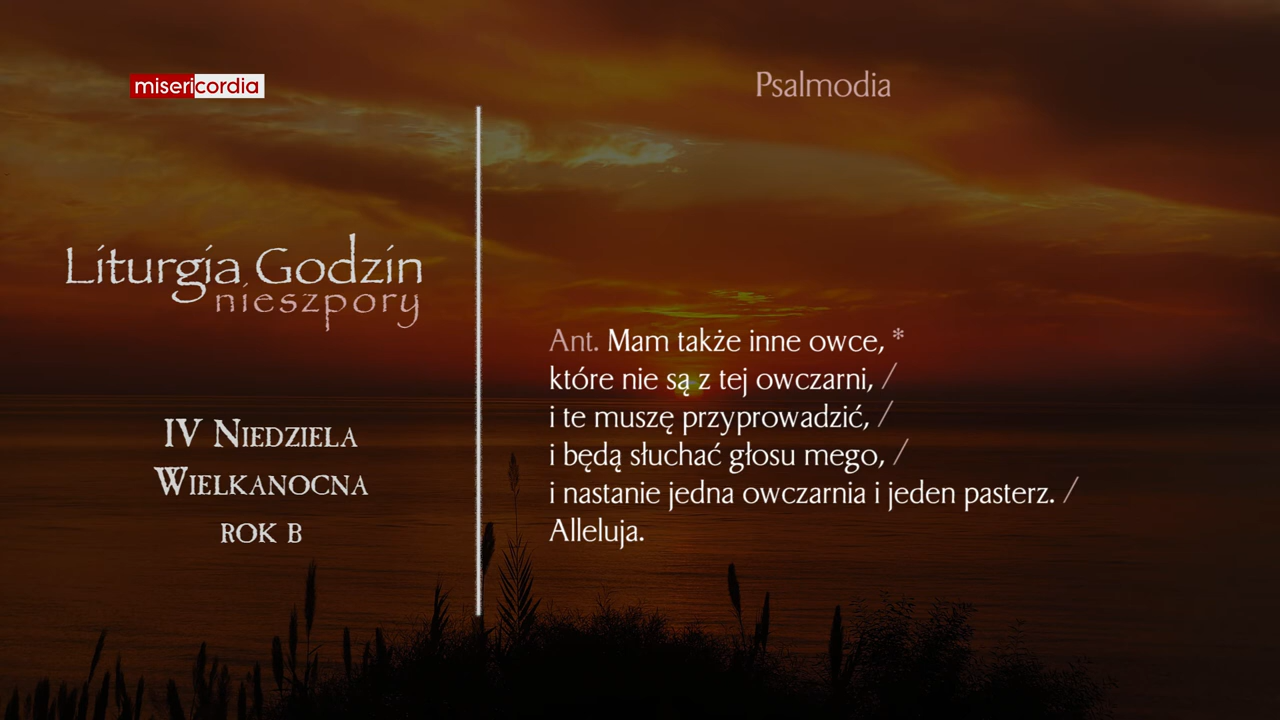 misericordia
Psalmodia
Liturgia Godzin
nieszpory
IV Niedziela
Wielkanocna
rok B
Ant. Mam także inne owce, *
które nie są z tej owczarni, /
i te muszę przyprowadzić, /
i będą słuchać głosu mego, /
i nastanie jedna owczarnia i jeden pasterz. /
Alleluja.